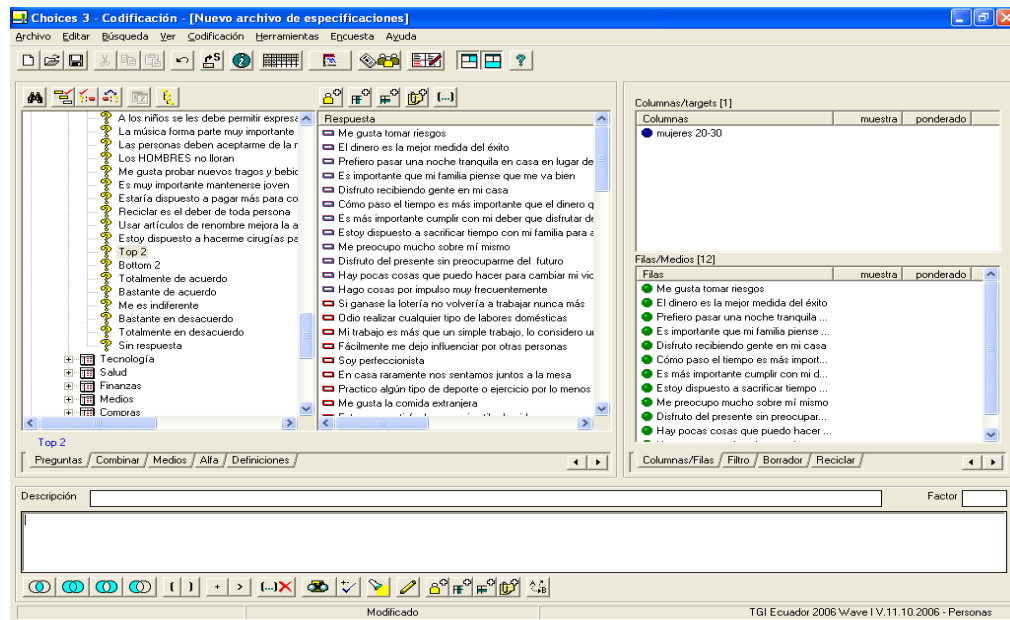 Choices 3 - Codificación - [Nuevo archivo de especificaciones]
Archivo Editar Búsqueda Ver Codificación Herramientas Encuesta Ayuda
A los niños se les debe permitir expresa
La música forma parte muy importante
Las personas deben aceptarme de la r
Los HOMBRES no lloran
Me gusta probar nuevos tragos y bebic
Es muy importante mantenerse joven
Estaría dispuesto a pagar más para co
Reciclar es el deber de toda persona
Usar artículos de renombre mejora la a
Estoy dispuesto a hacerme cirugías pa
Top 2
Bottom 2
Totalmente de acuerdo
Bastante de acuerdo
Me es indiferente
Bastante en desacuerdo
Totalmente en desacuerdo
Sin respuesta
Tecnología
Salud
Finanzas
Medios
Compras
Top 2
Preguntas Combinar Medios Alfa Definiciones
Respuesta
Me gusta tomar riesgos
El dinero es la mejor medida del éxito
Prefiero pasar una noche tranquila en casa en lugar de
Es importante que mi familia piense que me va bien
Disfruto recibiendo gente en mi casa
Cómo paso el tiempo es más importante que el dinero q
Es más importante cumplir con mi deber que disfrutar de
Estoy dispuesto a sacrificar tiempo con mi familia para a
Me preocupo mucho sobre mí mismo
Disfruto del presente sin preocuparme del futuro
Hay pocas cosas que puedo hacer para cambiar mi vic
Hago cosas por impulso muy frecuentemente
Si ganase la lotería no volvería a trabajar nunca más
Odio realizar cualquier tipo de labores domésticas
Mi trabajo es más que un simple trabajo, lo considero u
Fácilmente me dejo influenciar por otras personas
Soy perfeccionista
En casa raramente nos sentamos juntos a la mesa
Practico algún tipo de deporte o ejercicio por lo menos
Me gusta la comida extranjera
Columnas/targets [1]
Columnas muestra ponderado
mujeres 20-30
Filas/Medios [12]
Filas muestra ponderado
Me gusta tomar riesgos
El dinero es la mejor medida del éxito
Prefiero pasar una noche tranquila ...
Es importante que mi familia piense ...
Disfruto recibiendo gente en mi casa
Cómo paso el tiempo es más import...
Es más importante cumplir con mi d...
Estoy dispuesto a sacrificar tiempo ...
Me preocupo mucho sobre mí mismo
Disfruto del presente sin preocupar...
Hay pocas cosas que puedo hacer ...
Columnas/Filas Filtro Borrador Reciclar
Descripción Factor
Modificado TGI Ecuador 2006 Wave I V.11.10.2006 - Personas